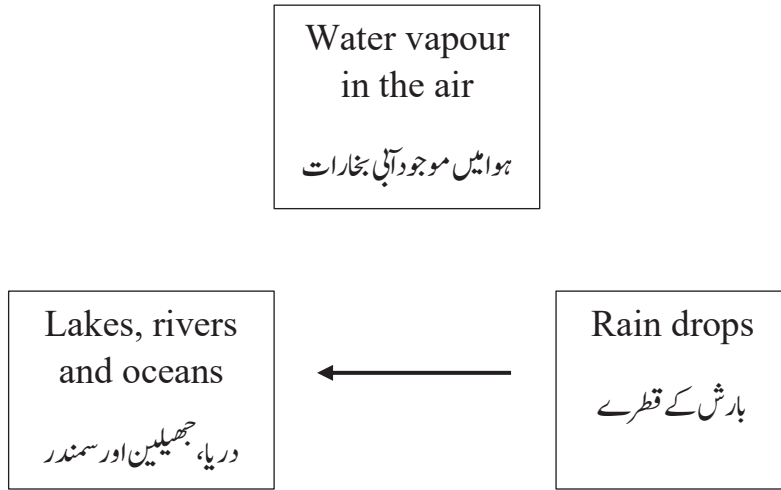 Water vapour
in the air
ہوا میں موجود آبی بخارات
Lakes, rivers
and oceans
دریا، جھیلیں اور سمندر
Rain drops
بارش کے قطرے